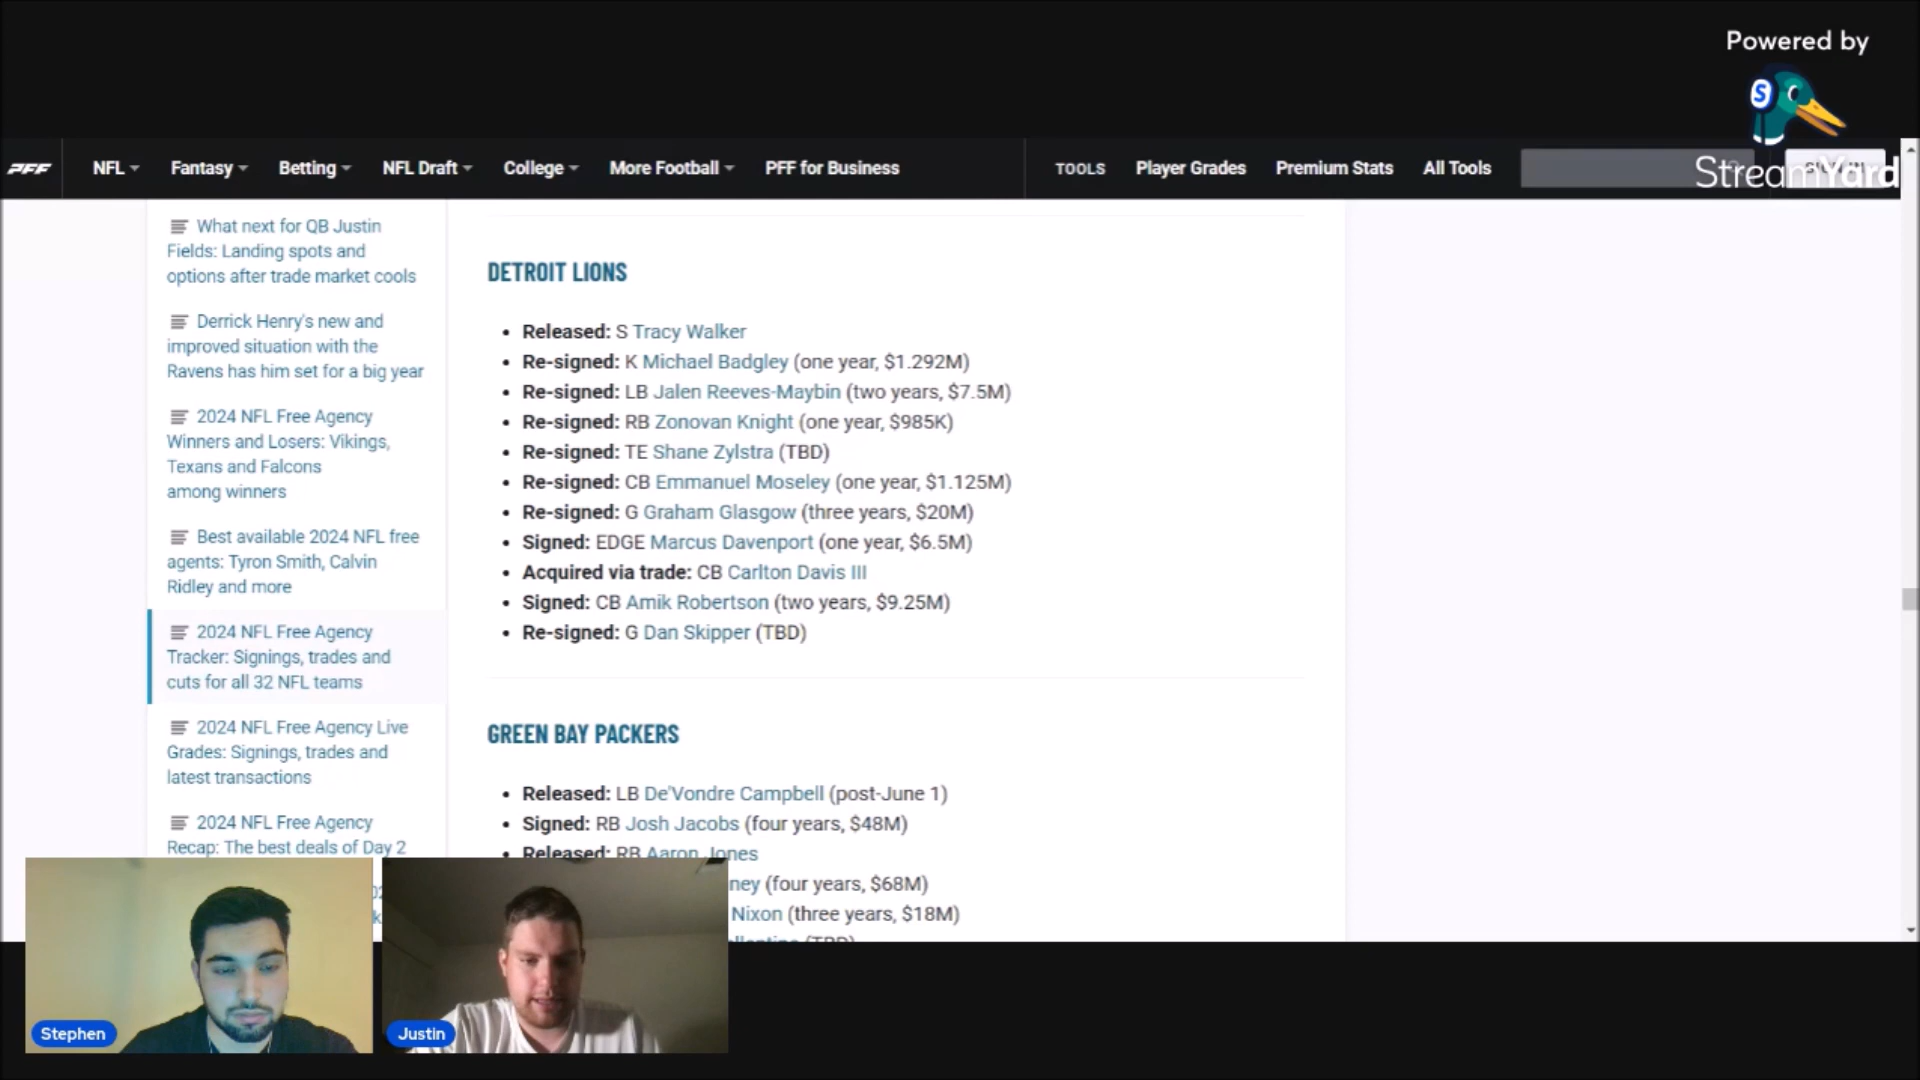 Powered by
StreamYard
PFF NFL Fantasy Betting NFL Draft College More Football PFF for Business TOOLS Player Grades Premium Stats All Tools
What next for QB Justin
Fields: Landing spots and
options after trade market cools
Derrick Henry's new and
improved situation with the
Ravens has him set for a big year
2024 NFL Free Agency
Winners and Losers: Vikings,
Texans and Falcons
among winners
Best available 2024 NFL free
agents: Tyron Smith, Calvin
Ridley and more
2024 NFL Free Agency
Tracker: Signings, trades and
cuts for all 32 NFL teams
2024 NFL Free Agency Live
Grades: Signings, trades and
latest transactions
2024 NFL Free Agency
Recap: The best deals of Day 2
DETROIT LIONS
Released: S Tracy Walker
Re-signed: K Michael Badgley (one year, $1.292M)
Re-signed: LB Jalen Reeves-Maybin (two years, $7.5M)
Re-signed: RB Zonovan Knight (one year, $985K)
Re-signed: TE Shane Zylstra (TBD)
Re-signed: CB Emmanuel Moseley (one year, $1.125M)
Re-signed: G Graham Glasgow (three years, $20M)
Signed: EDGE Marcus Davenport (one year, $6.5M)
Acquired via trade: CB Carlton Davis III
Signed: CB Amik Robertson (two years, $9.25M)
Re-signed: G Dan Skipper (TBD)
GREEN BAY PACKERS
Released: LB De'Vondre Campbell (post-June 1)
Signed: RB Josh Jacobs (four years, $48M)
Released: RB Aaron Jones
ney (four years, $68M)
Nixon (three years, $18M)
(TBD)
Stephen
Justin